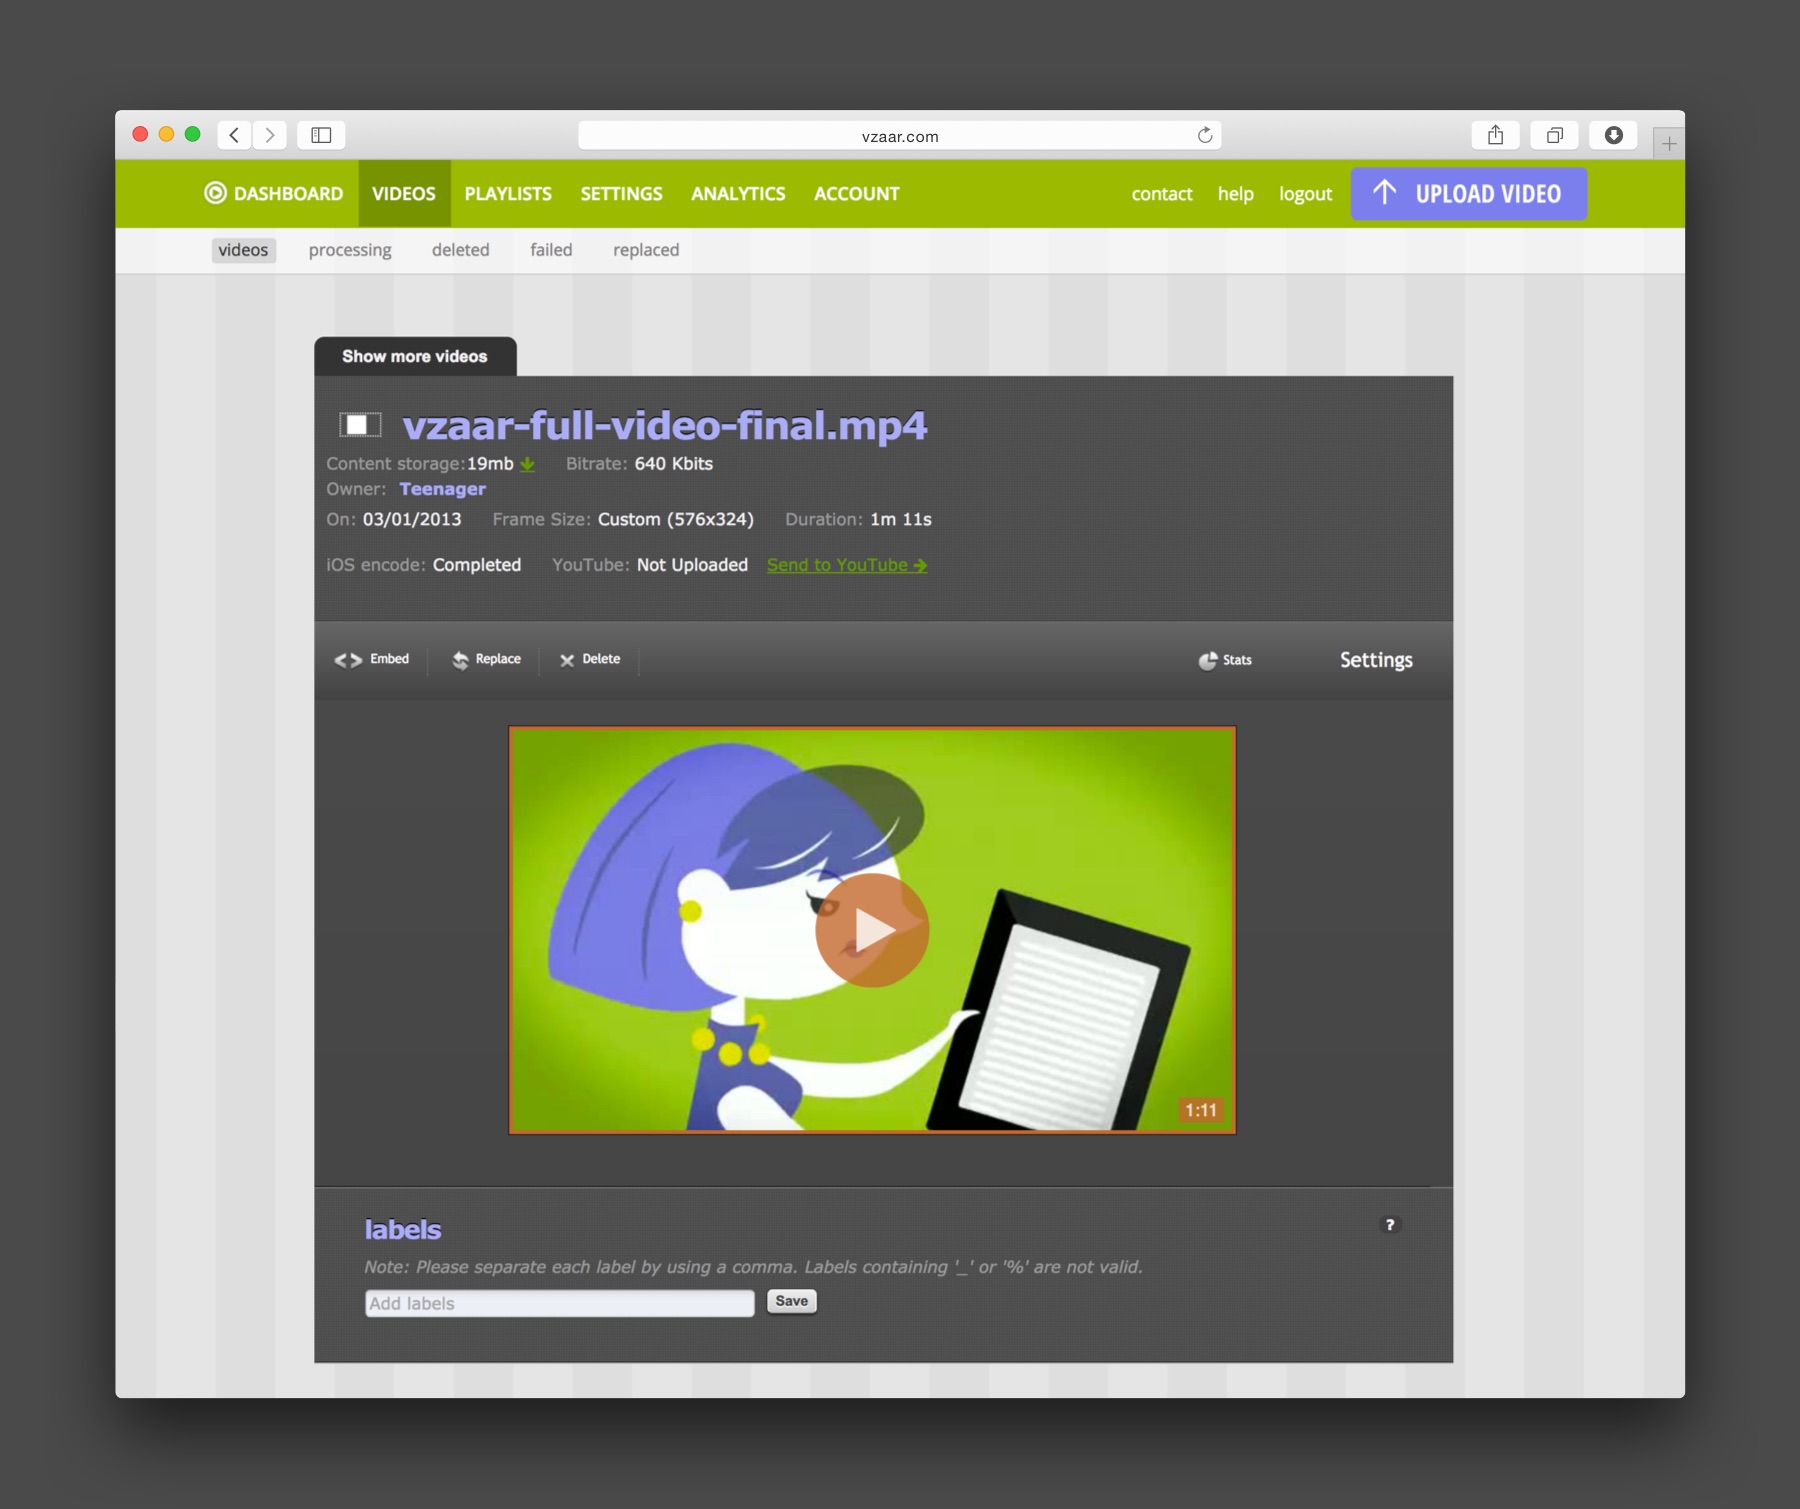 vzaar.com
DASHBOARD VIDEOS PLAYLISTS SETTINGS ANALYTICS ACCOUNT contact help logout UPLOAD VIDEO
videos processing deleted failed replaced
Show more videos
vzaar-full-video-final.mp4
Content storage:19mb Bitrate: 640 Kbits
Owner: Teenager
On: 03/01/2013 Frame Size: Custom (576x324) Duration: 1m 11s
iOS encode: Completed YouTube: Not Uploaded Send to YouTube
Embed Replace Delete Stats Settings
1:11
labels ?
Note: Please separate each label by using a comma. Labels containing '_' or '%' are not valid.
Add labels Save